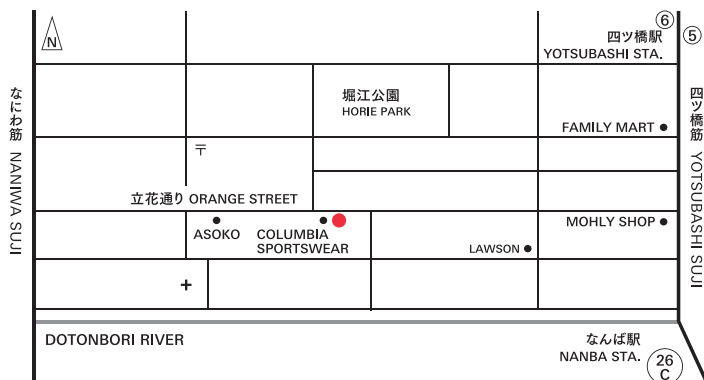 N
⑥
四ツ橋駅
YOTSUBASHI STA.
⑤
なにわ筋 NANIWA SUJI
堀江公園
HORIE PARK
四ツ橋筋 YOTSUBASHI SUJI
FAMILY MART
〒
立花通り ORANGE STREET
ASOKO
COLUMBIA
SPORTSWEAR
MOHLY SHOP
LAWSON
DOTONBORI RIVER
なんば駅
NANBA STA.
26
C